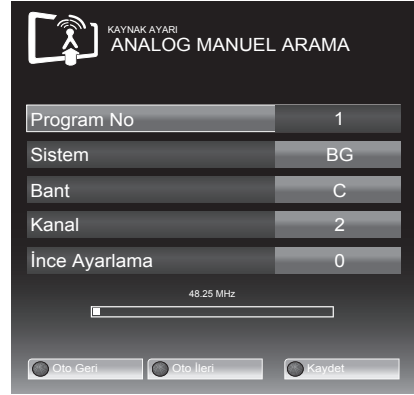 KAYNAK AYARI
ANALOG MANUEL ARAMA
Program No 1
Sistem BG
Bant C
Kanal 2
İnce Ayarlama 0
48.25 MHz
Oto Geri Oto İleri Kaydet